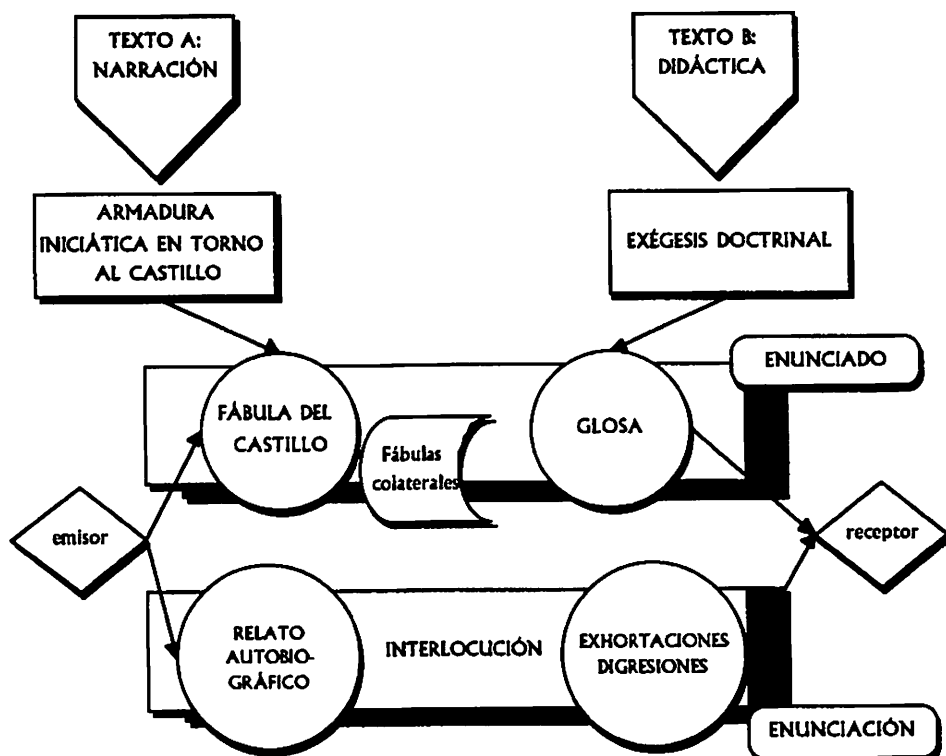 TEXTO A:
NARRACIÓN
TEXTO B:
DIDÁCTICA
ARMADURA
INICIÁTICA EN TORNO
AL CASTILLO
EXÉGESIS DOCTRINAL
ENUNCIADO
FÁBULA DEL
CASTILLO
Fábulas
colaterales
GLOSA
emisor
receptor
RELATO
AUTOBIO-
GRÁFICO
INTERLOCUCIÓN
EXHORTACIONES
DIGRESIONES
ENUNCIACIÓN